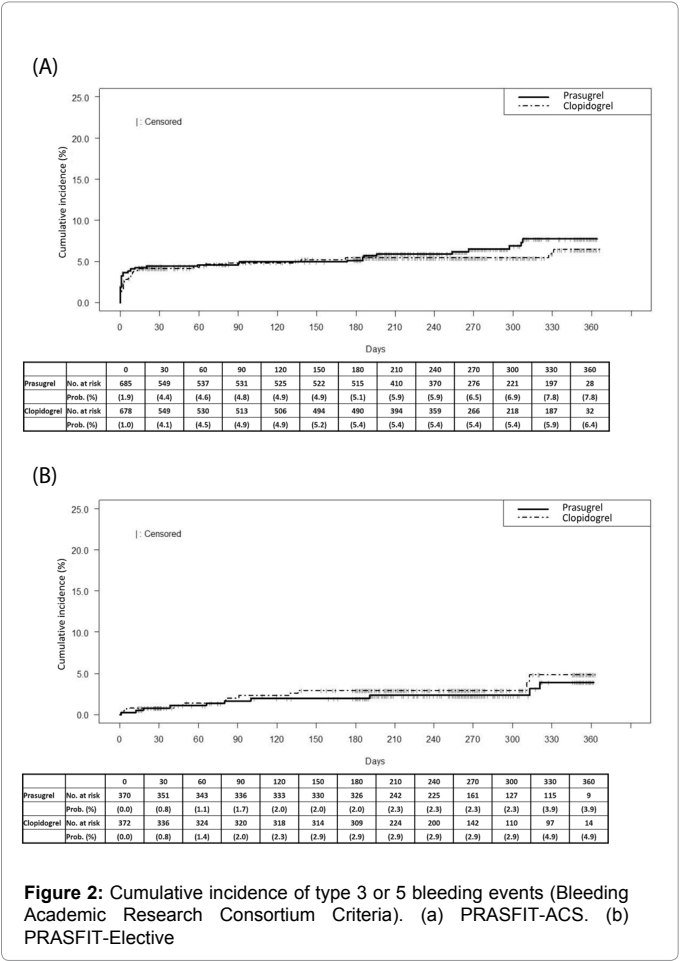 (A)
Prasugrel
Clopidogrel
| : Censored
Cumulative incidence (%)
25.0
20.0
15.0
10.0
5.0
0.0
0 30 60 90 120 150 180 210 240 270 300 330 360
Days
0 30 60 90 120 150 180 210 240 270 300 330 360
Prasugrel No. at risk 685 549 537 531 525 522 515 410 370 276 221 197 28
Prob. (%) (1.9) (4.4) (4.6) (4.8) (4.9) (4.9) (5.1) (5.9) (5.9) (6.5) (6.9) (7.8) (7.8)
Clopidogrel No. at risk 678 549 530 513 506 494 490 394 359 266 218 187 32
Prob. (%) (1.0) (4.1) (4.5) (4.9) (4.9) (5.2) (5.4) (5.4) (5.4) (5.4) (5.4) (5.9) (6.4)
(B)
Prasugrel
Clopidogrel
| : Censored
Cumulative incidence (%)
25.0
20.0
15.0
10.0
5.0
0.0
0 30 60 90 120 150 180 210 240 270 300 330 360
Days
0 30 60 90 120 150 180 210 240 270 300 330 360
Prasugrel No. at risk 370 351 343 336 333 330 326 242 225 161 127 115 9
Prob. (%) (0.0) (0.8) (1.1) (1.7) (2.0) (2.0) (2.0) (2.3) (2.3) (2.3) (2.3) (3.9) (3.9)
Clopidogrel No. at risk 372 336 324 320 318 314 309 224 200 142 110 97 14
Prob. (%) (0.0) (0.8) (1.4) (2.0) (2.3) (2.9) (2.9) (2.9) (2.9) (2.9) (2.9) (4.9) (4.9)
Figure 2: Cumulative incidence of type 3 or 5 bleeding events (Bleeding
Academic Research Consortium Criteria). (a) PRASFIT-ACS. (b)
PRASFIT-Elective